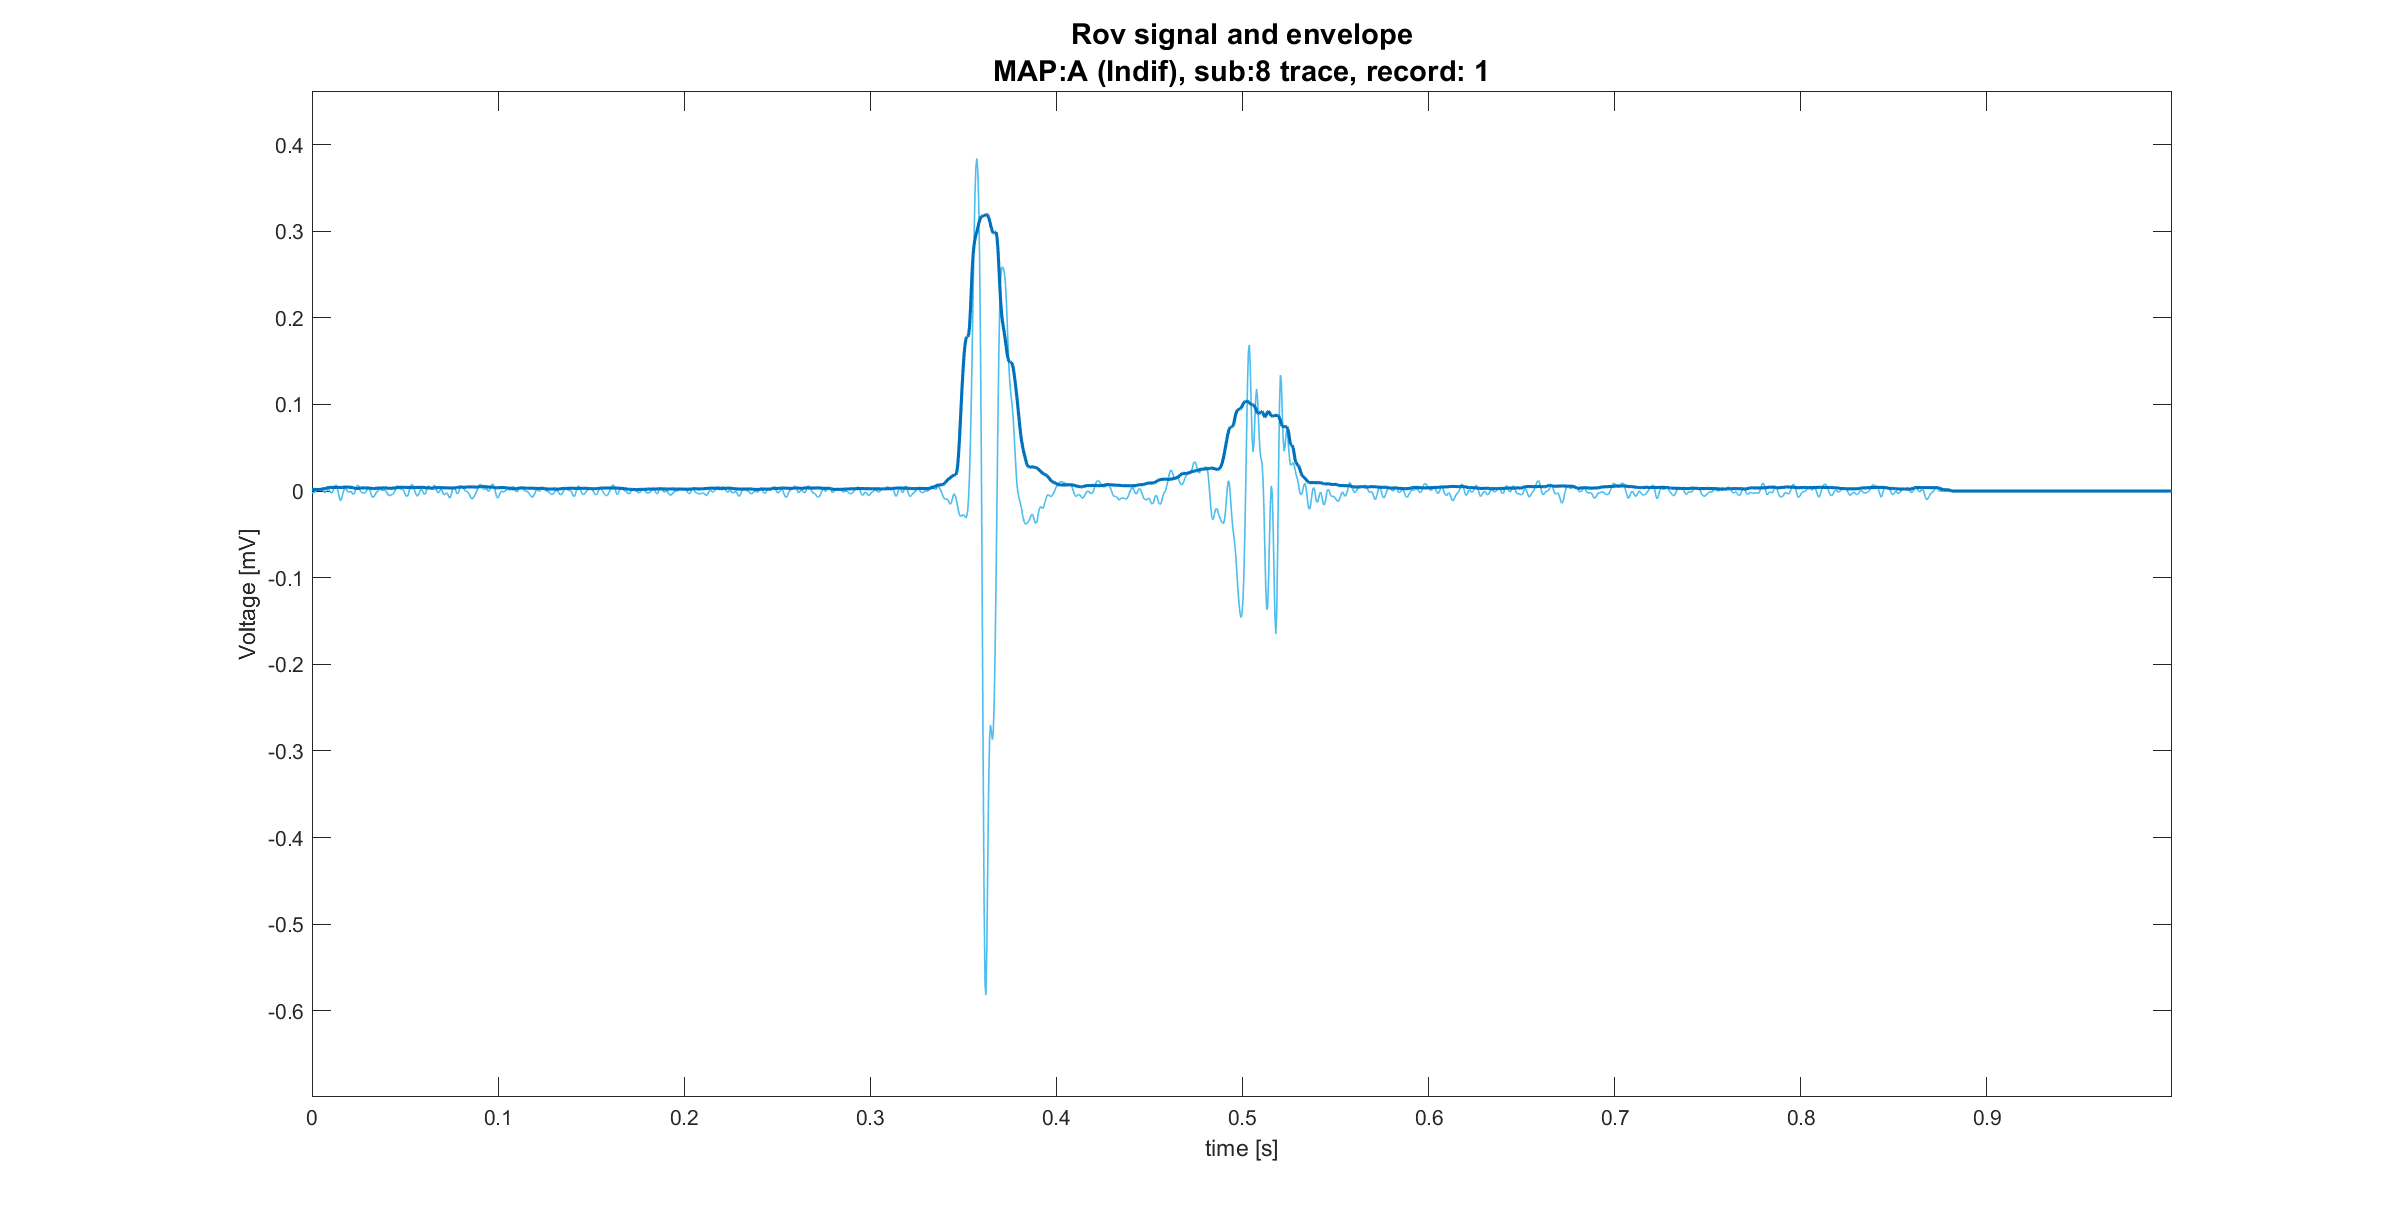 Rov signal and envelope
MAP:A (Indif), sub:8 trace, record: 1
0.4
0.3
0.2
0.1
0
-0.1
-0.2
-0.3
-0.4
-0.5
-0.6
Voltage [mV]
0 0.1 0.2 0.3 0.4 0.5 0.6 0.7 0.8 0.9
time [s]